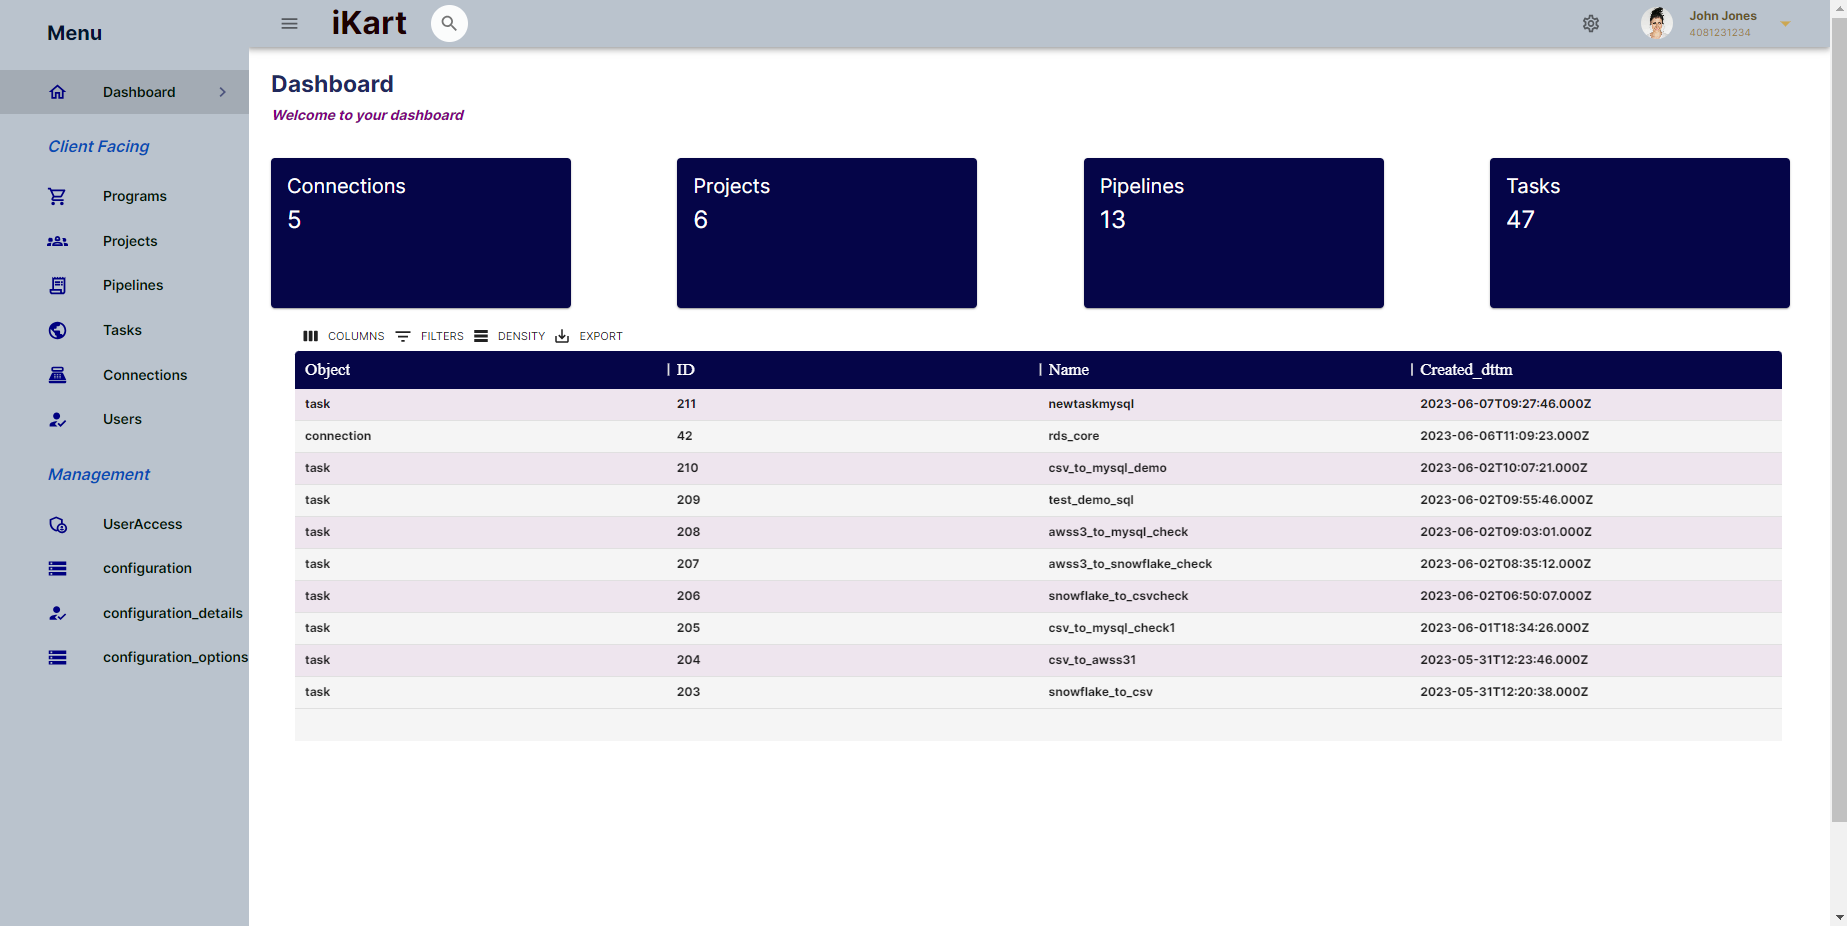 Menu
Dashboard
Client Facing
Programs
Projects
Pipelines
Tasks
Connections
Users
Management
UserAccess
configuration
configuration_details
configuration_options
iKart
John Jones
4081231234
Dashboard
Welcome to your dashboard
Connections
5
Projects
6
Pipelines
13
Tasks
47
COLUMNS FILTERS DENSITY EXPORT
Object ID Name Created_dttm
task 211 newtaskmysql 2023-06-07T09:27:46.000Z
connection 42 rds_core 2023-06-06T11:09:23.000Z
task 210 csv_to_mysql_demo 2023-06-02T10:07:21.000Z
task 209 test_demo_sql 2023-06-02T09:55:46.000Z
task 208 awss3_to_mysql_check 2023-06-02T09:03:01.000Z
task 207 awss3_to_snowflake_check 2023-06-02T08:35:12.000Z
task 206 snowflake_to_csvcheck 2023-06-02T06:50:07.000Z
task 205 csv_to_mysql_check1 2023-06-01T18:34:26.000Z
task 204 csv_to_awss31 2023-05-31T12:23:46.000Z
task 203 snowflake_to_csv 2023-05-31T12:20:38.000Z